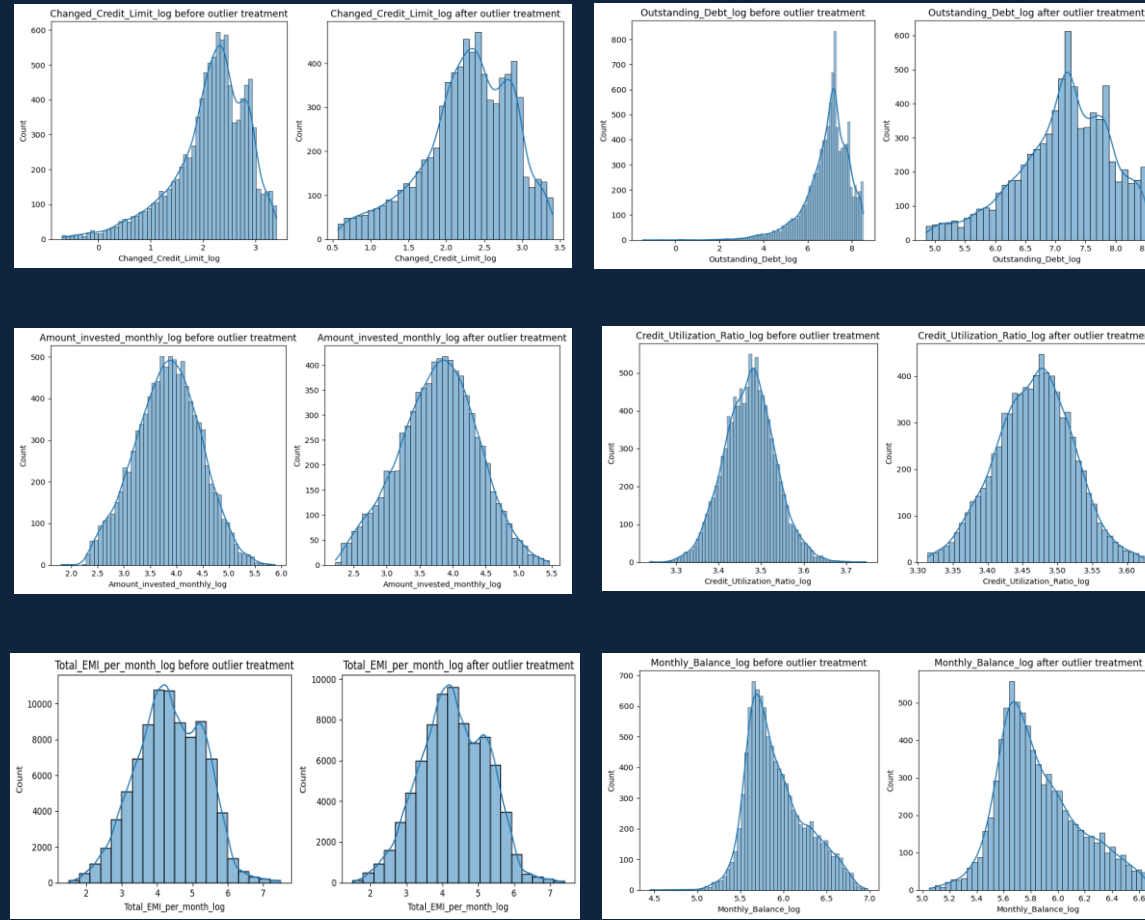 Changed_Credit_Limit_log before outlier treatment
Changed_Credit_Limit_log after outlier treatment
600
500
400
300
200
100
0
Count
0 1 2 3
Changed_Credit_Limit_log
400
300
200
100
0
Count
0.5 1.0 1.5 2.0 2.5 3.0 3.5
Changed_Credit_Limit_log
Outstanding_Debt_log before outlier treatment
Outstanding_Debt_log after outlier treatment
800
700
600
500
400
300
200
100
0
Count
0 2 4 6 8
Outstanding_Debt_log
600
500
400
300
200
100
0
Count
5.0 5.5 6.0 6.5 7.0 7.5 8.0
Outstanding_Debt_log
Amount_invested_monthly_log before outlier treatment
Amount_invested_monthly_log after outlier treatment
500
400
300
200
100
0
Count
2.0 2.5 3.0 3.5 4.0 4.5 5.0 5.5 6.0
Amount_invested_monthly_log
400
350
300
250
200
150
100
50
0
Count
2.5 3.0 3.5 4.0 4.5 5.0 5.5
Amount_invested_monthly_log
Credit_Utilization_Ratio_log before outlier treatment
Credit_Utilization_Ratio_log after outlier treatme
500
400
300
200
100
0
Count
3.3 3.4 3.5 3.6 3.7
Credit_Utilization_Ratio_log
400
300
200
100
0
Count
3.30 3.35 3.40 3.45 3.50 3.55 3.60
Credit_Utilization_Ratio_log
Total_EMI_per_month_log before outlier treatment
Total_EMI_per_month_log after outlier treatment
10000
8000
6000
4000
2000
0
Count
2 3 4 5 6 7
Total_EMI_per_month_log
10000
8000
6000
4000
2000
0
Count
2 3 4 5 6 7
Total_EMI_per_month_log
Monthly_Balance_log before outlier treatment
Monthly_Balance_log after outlier treatment
700
600
500
400
300
200
100
0
Count
4.5 5.0 5.5 6.0 6.5 7.0
Monthly_Balance_log
500
400
300
200
100
0
Count
5.0 5.2 5.4 5.6 5.8 6.0 6.2 6.4
Monthly_Balance_log